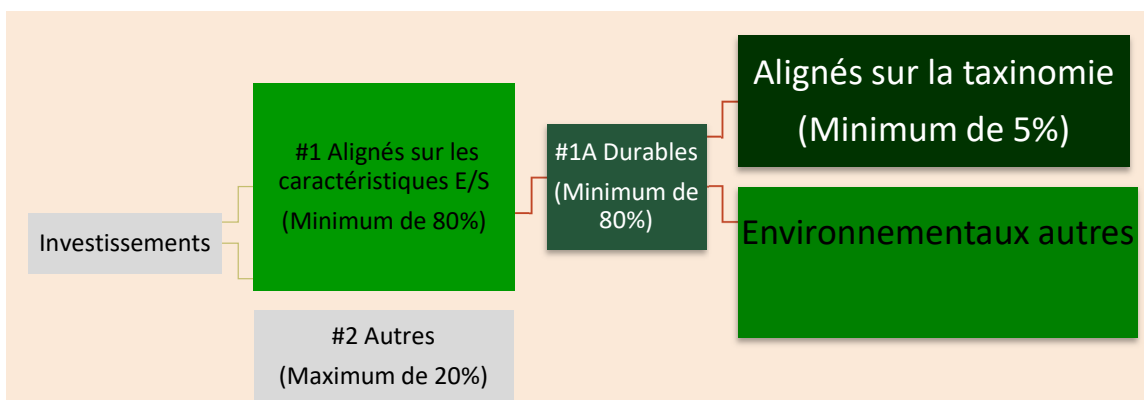 Investissements
#1 Alignés sur les
caractéristiques E/S
(Minimum de 80%)
#2 Autres
(Maximum de 20%)
#1A Durables
(Minimum de
80%)
Alignés sur la taxinomie
(Minimum de 5%)
Environnementaux autres